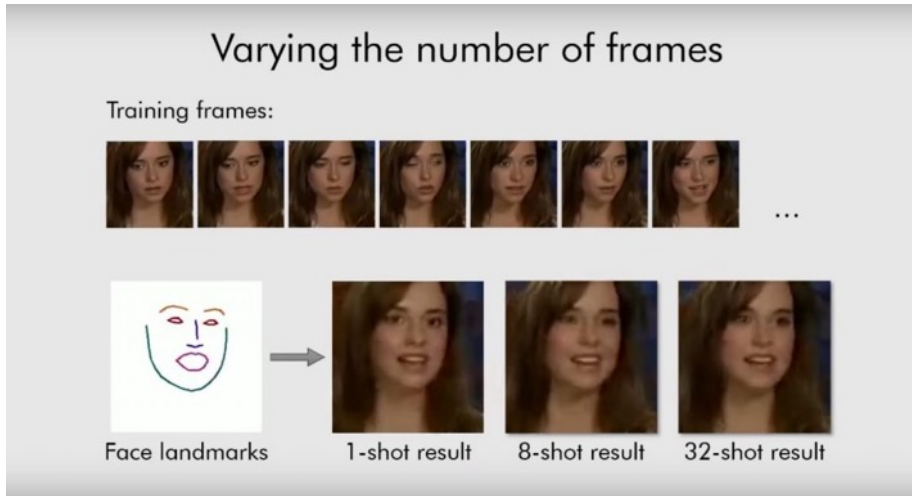 Varying the number of frames
Training frames:
...
Face landmarks
1-shot result
8-shot result
32-shot result